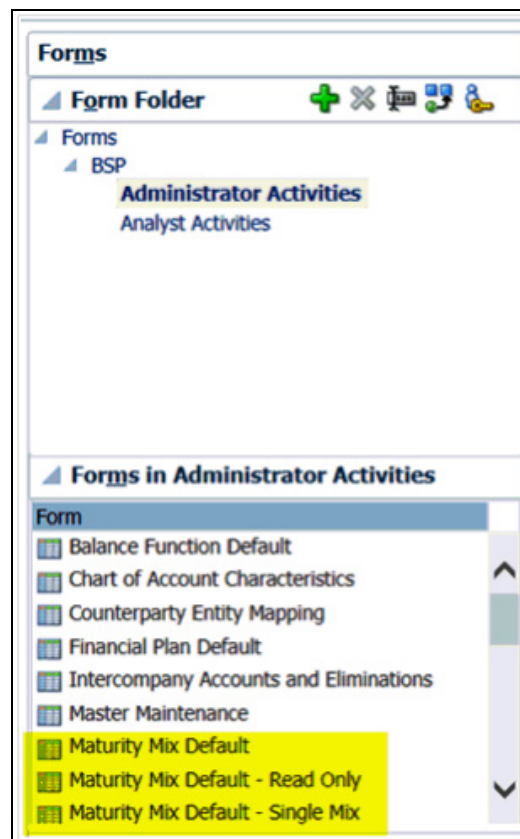 Forms
Form Folder
Forms
BSP
Administrator Activities
Analyst Activities
Forms in Administrator Activities
Form
Balance Function Default
Chart of Account Characteristics
Counterparty Entity Mapping
Financial Plan Default
Intercompany Accounts and Eliminations
Master Maintenance
Maturity Mix Default
Maturity Mix Default - Read Only
Maturity Mix Default - Single Mix